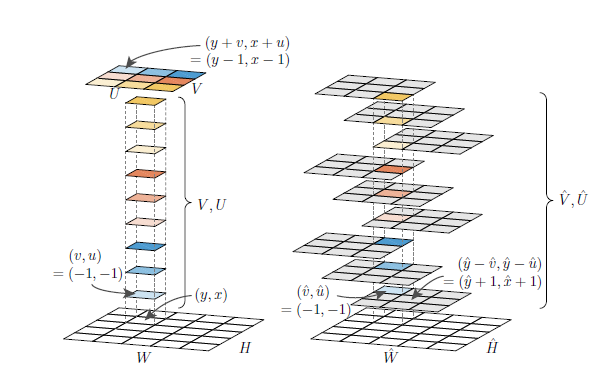 (y + v, x + u)
= (y − 1, x − 1)
U
V
V, U
(v, u)
= (−1, −1)
(y, x)
W
H
V̂, Û
(ŷ − v̂, ŷ − û)
= (ŷ + 1, x̂ + 1)
(v̂, û)
= (−1, −1)
Ŵ
Ĥ